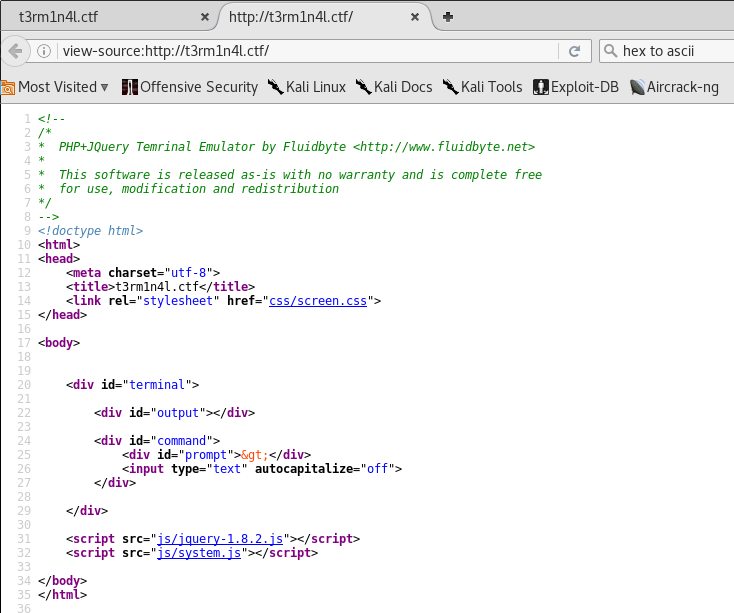 t3rm1n4l.ctf × http://t3rm1n4l.ctf/ ×
view-source:http://t3rm1n4l.ctf/ hex to ascii
Most Visited Offensive Security Kali Linux Kali Docs Kali Tools Exploit-DB Aircrack-ng
1 <!--
2 /*
3 *  PHP+JQuery Temrinal Emulator by Fluidbyte <http://www.fluidbyte.net>
4 *
5 *  This software is released as-is with no warranty and is complete free
6 *  for use, modification and redistribution
7 */
8 -->
9 <!doctype html>
10 <html>
11 <head>
12     <meta charset="utf-8">
13     <title>t3rm1n4l.ctf</title>
14     <link rel="stylesheet" href="css/screen.css">
15 </head>
16
17 <body>
18
19
20     <div id="terminal">
21
22         <div id="output"></div>
23
24         <div id="command">
25             <div id="prompt">&gt;</div>
26             <input type="text" autocapitalize="off">
27         </div>
28
29     </div>
30
31     <script src="js/jquery-1.8.2.js"></script>
32     <script src="js/system.js"></script>
33
34 </body>
35 </html>
36